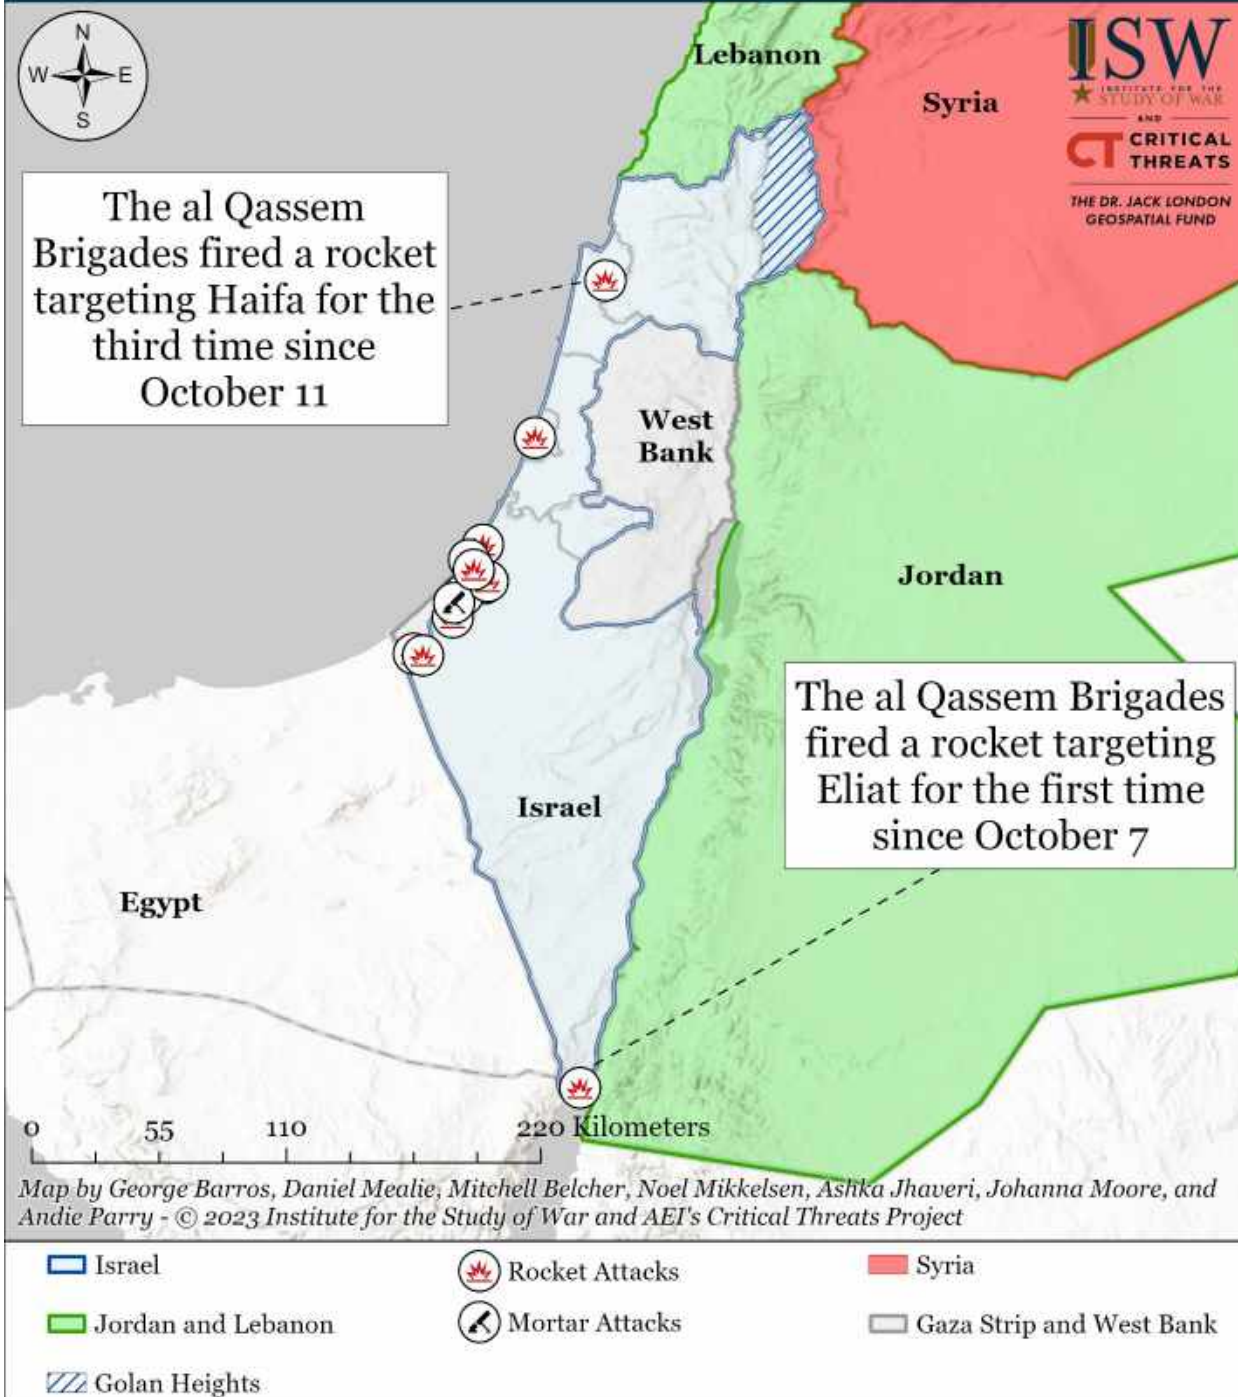 N
W
E
S
Lebanon
Syria
ISW
INSTITUTE FOR THE
STUDY OF WAR
AND
CT CRITICAL
THREATS
THE DR. JACK LONDON
GEOSPATIAL FUND
The al Qassem
Brigades fired a rocket
targeting Haifa for the
third time since
October 11
West
Bank
Jordan
The al Qassem Brigades
fired a rocket targeting
Eliat for the first time
since October 7
Israel
Egypt
0 55 110 220 Kilometers
Map by George Barros, Daniel Mealie, Mitchell Belcher, Noel Mikkelsen, Ashka Jhaveri, Johanna Moore, and
Andie Parry - © 2023 Institute for the Study of War and AEI's Critical Threats Project
Israel
Rocket Attacks
Syria
Jordan and Lebanon
Mortar Attacks
Gaza Strip and West Bank
Golan Heights